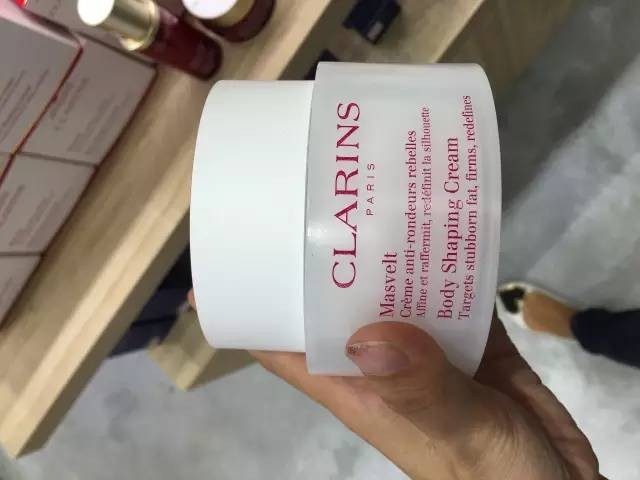 CLARINS
PARIS
Masvelt
Crème anti-rondeurs rebelles
Affine et raffermit, redéfinit la silhouette
Body Shaping Cream
Targets stubborn fat, firms, redefines